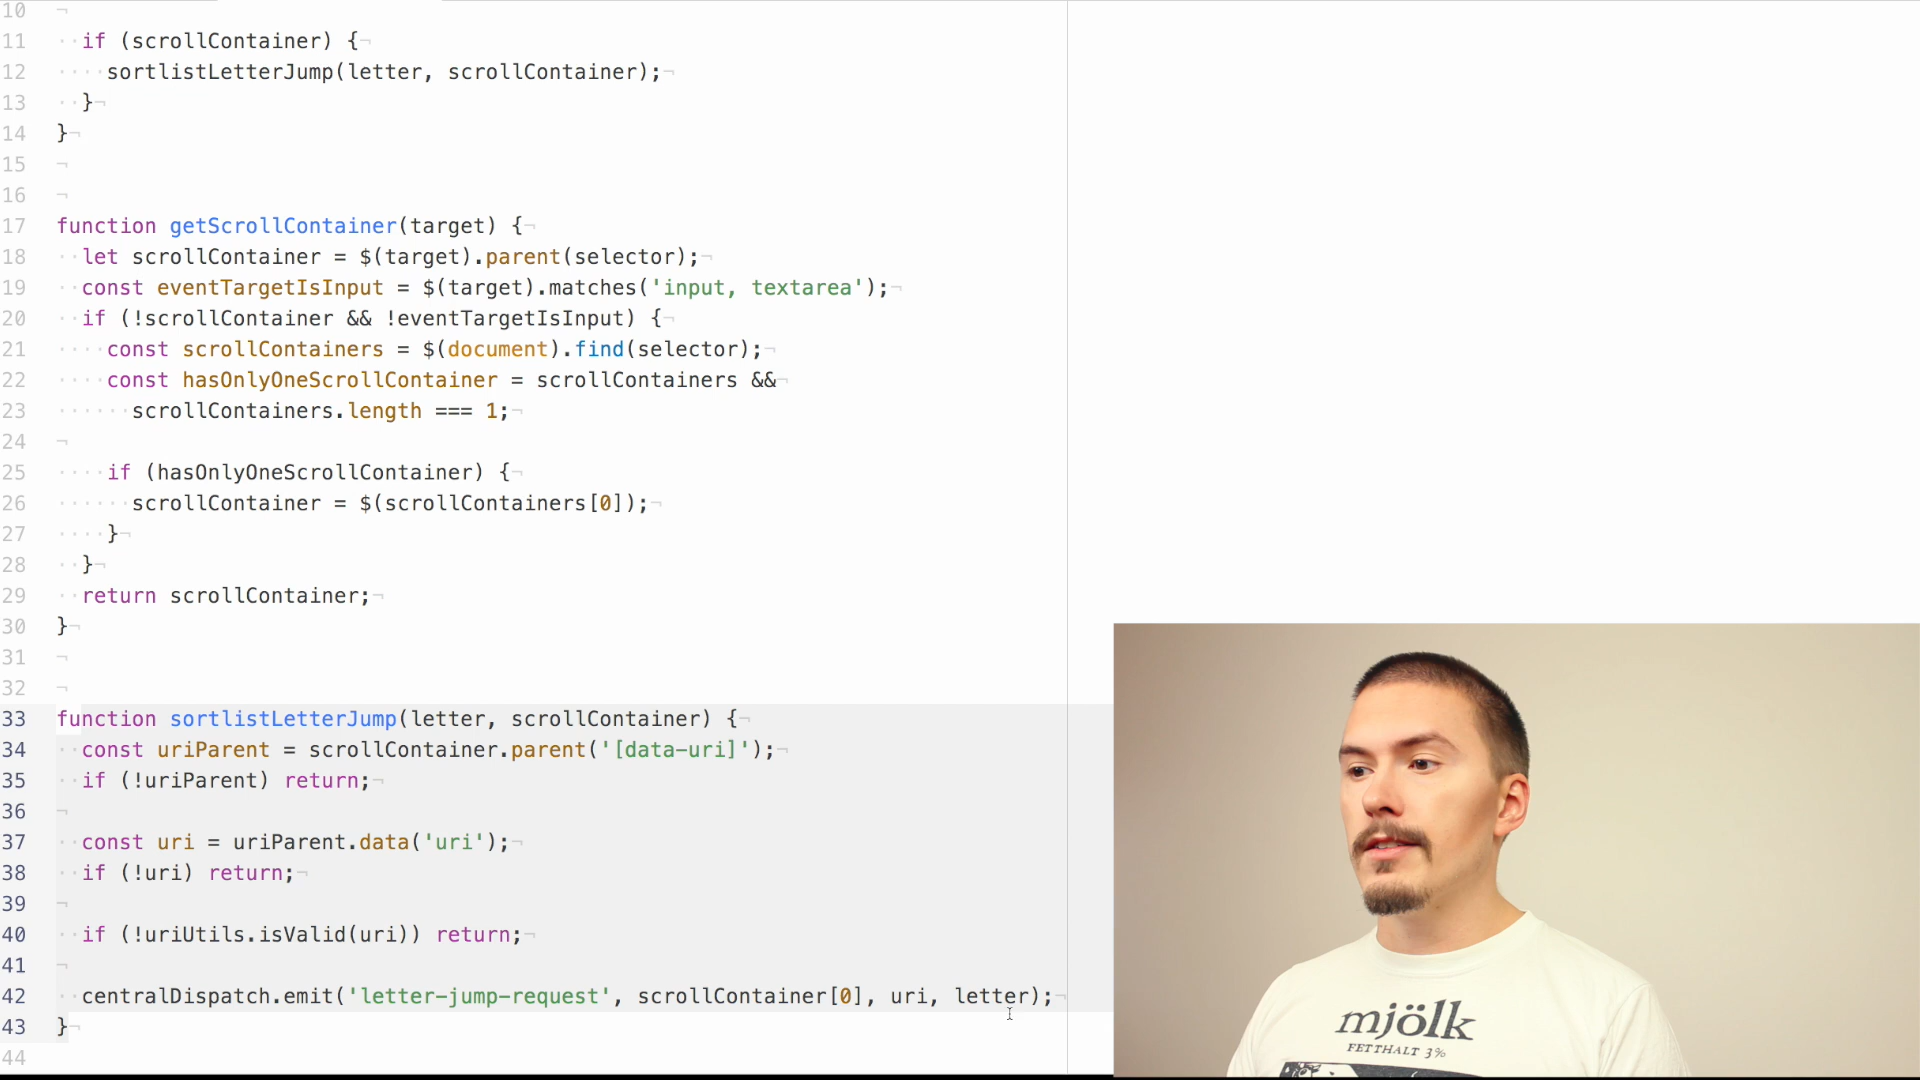 10
11 if (scrollContainer) {
12 sortlistLetterJump(letter, scrollContainer);
13 }
14 }
15
16
17 function getScrollContainer(target) {
18 let scrollContainer = $(target).parent(selector);
19 const eventTargetIsInput = $(target).matches('input, textarea');
20 if (!scrollContainer && !eventTargetIsInput) {
21 const scrollContainers = $(document).find(selector);
22 const hasOnlyOneScrollContainer = scrollContainers &&
23 scrollContainers.length === 1;
24
25 if (hasOnlyOneScrollContainer) {
26 scrollContainer = $(scrollContainers[0]);
27 }
28 }
29 return scrollContainer;
30 }
31
32
33 function sortlistLetterJump(letter, scrollContainer) {
34 const uriParent = scrollContainer.parent('[data-uri]');
35 if (!uriParent) return;
36
37 const uri = uriParent.data('uri');
38 if (!uri) return;
39
40 if (!uriUtils.isValid(uri)) return;
41
42 centralDispatch.emit('letter-jump-request', scrollContainer[0], uri, letter);
43 }
44
mjölk
FETTHALT 3%